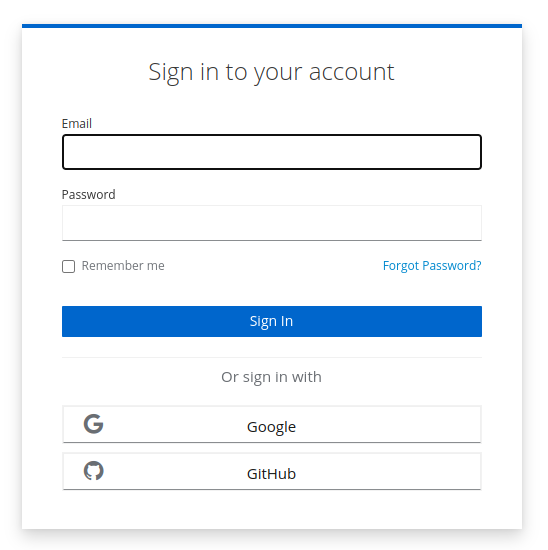 Sign in to your account
Email
Password
Remember me Forgot Password?
Sign In
Or sign in with
Google
GitHub